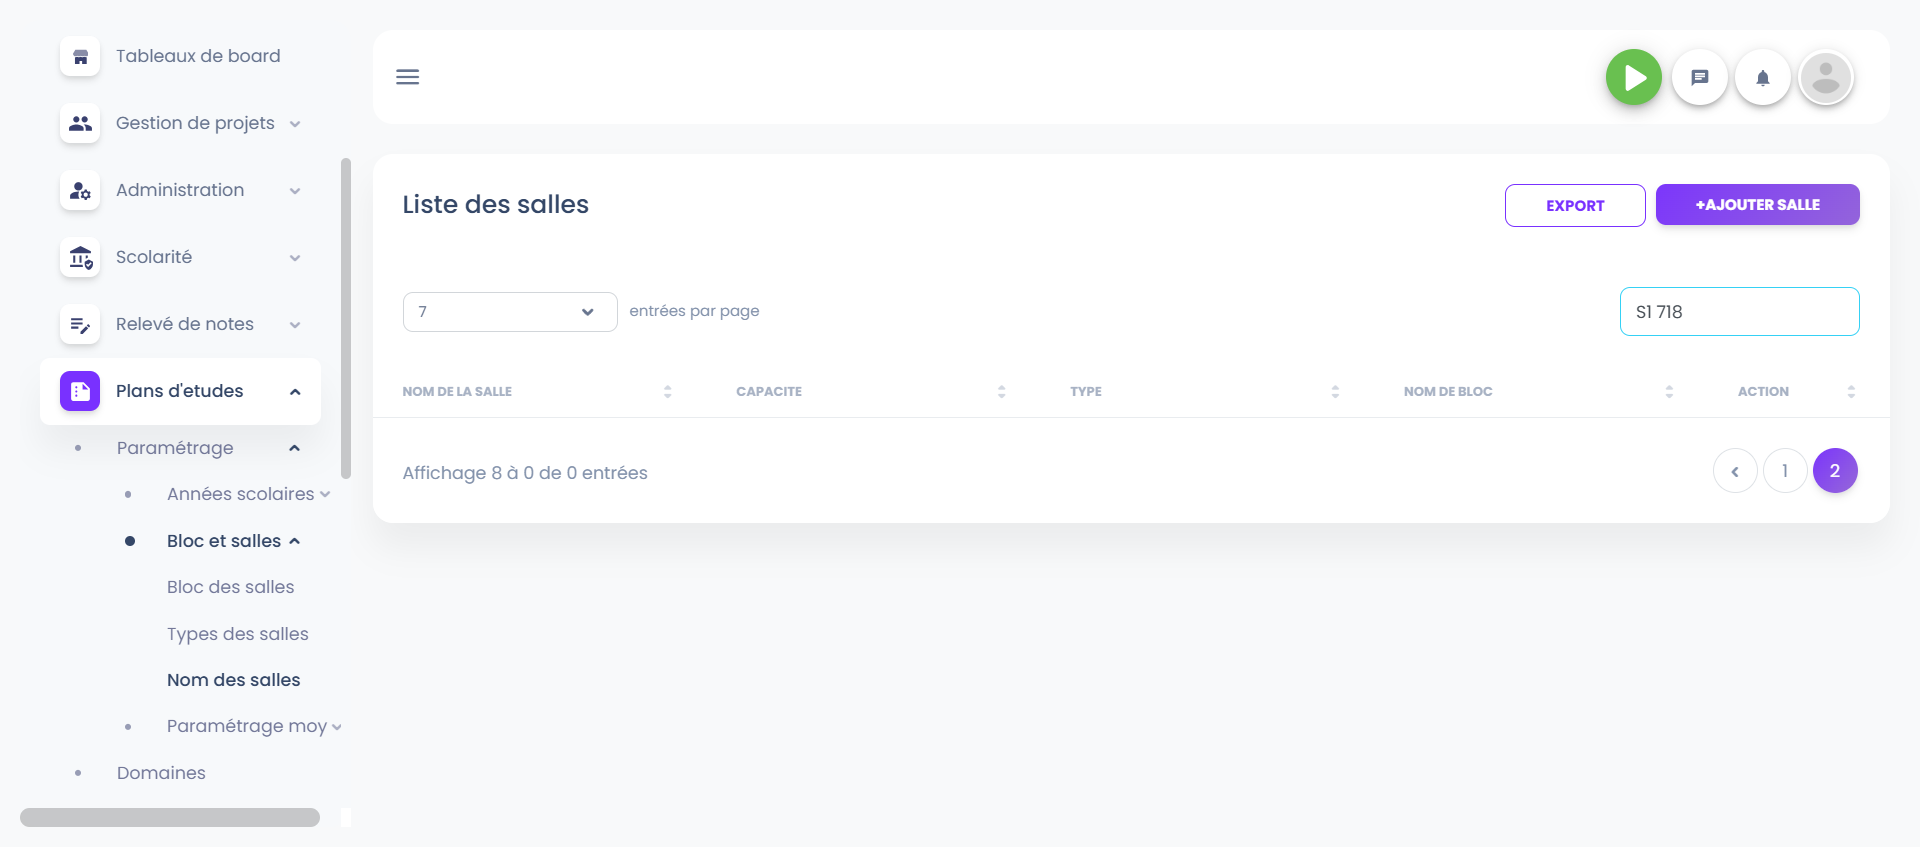 Tableaux de board
Gestion de projets
Administration
Scolarité
Relevé de notes
Plans d'etudes
Paramétrage
Années scolaires
Bloc et salles
Bloc des salles
Types des salles
Nom des salles
Paramétrage moy
Domaines
Liste des salles
EXPORT
+AJOUTER SALLE
7
entrées par page
S1 718
NOM DE LA SALLE
CAPACITE
TYPE
NOM DE BLOC
ACTION
Affichage 8 à 0 de 0 entrées
‹ 1 2